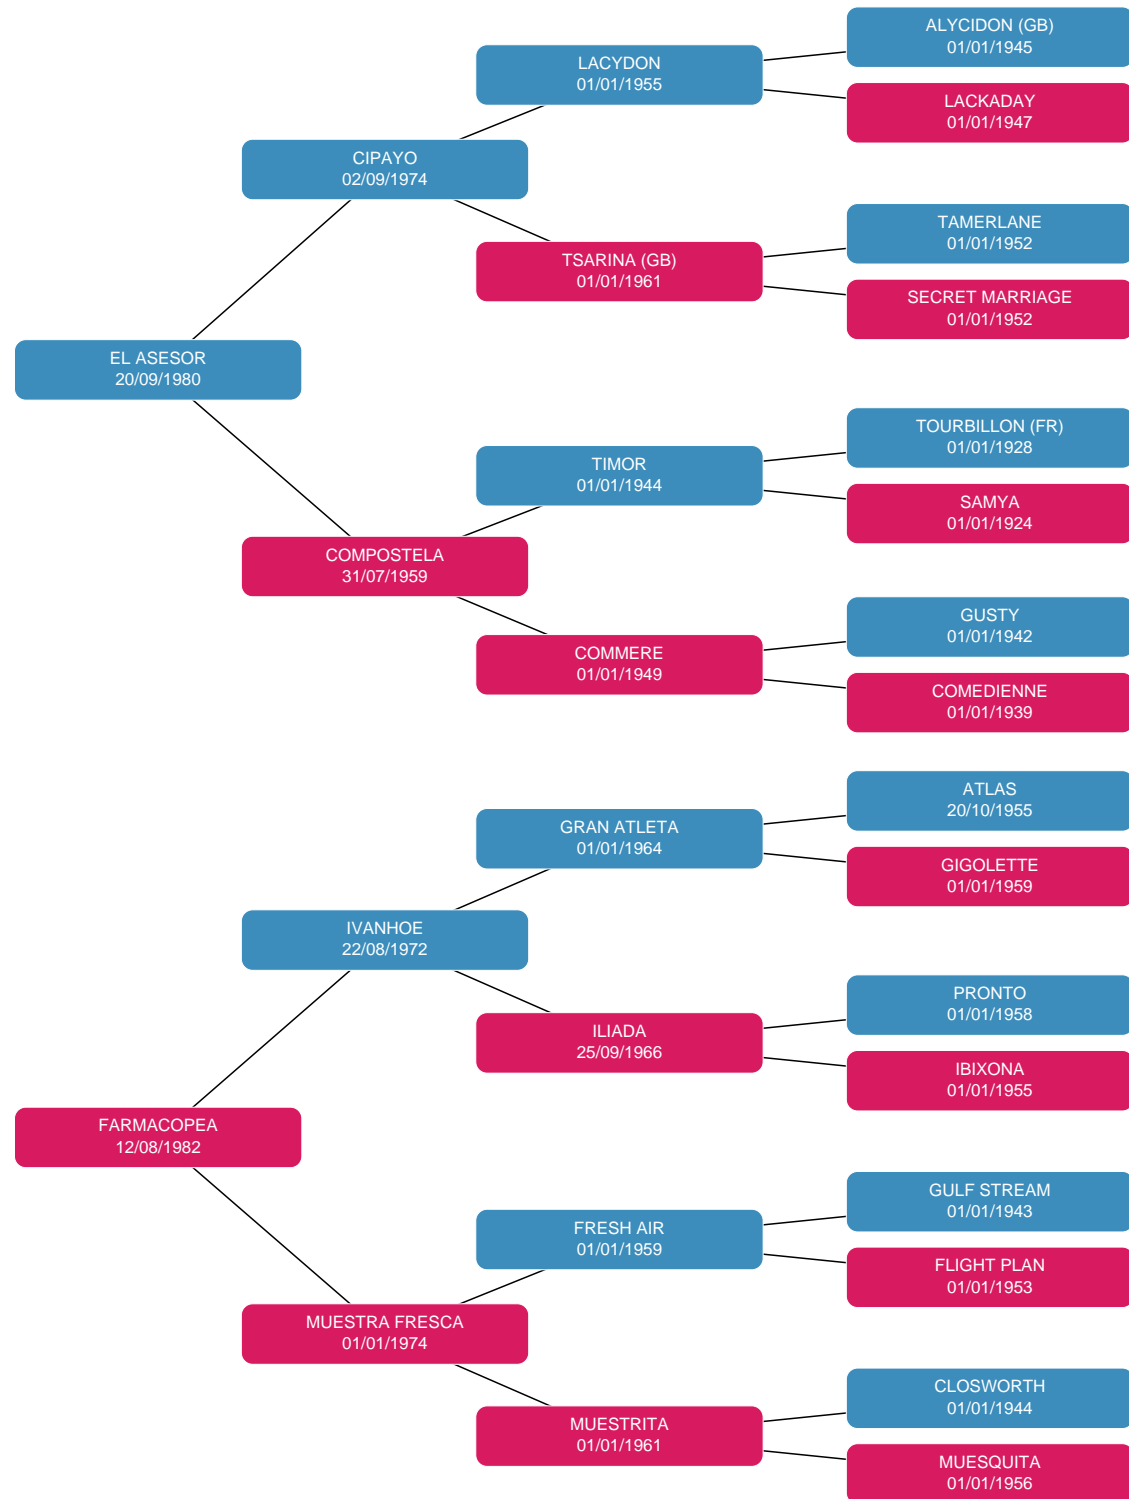 ALYCIDON (GB)
01/01/1945
LACYDON
01/01/1955
LACKADAY
01/01/1947
CIPAYO
02/09/1974
TAMERLANE
01/01/1952
TSARINA (GB)
01/01/1961
SECRET MARRIAGE
01/01/1952
EL ASESOR
20/09/1980
TOURBILLON (FR)
01/01/1928
TIMOR
01/01/1944
SAMYA
01/01/1924
COMPOSTELA
31/07/1959
GUSTY
01/01/1942
COMMERE
01/01/1949
COMEDIENNE
01/01/1939
ATLAS
20/10/1955
GRAN ATLETA
01/01/1964
GIGOLETTE
01/01/1959
IVANHOE
22/08/1972
PRONTO
01/01/1958
ILIADA
25/09/1966
IBIXONA
01/01/1955
FARMACOPEA
12/08/1982
GULF STREAM
01/01/1943
FRESH AIR
01/01/1959
FLIGHT PLAN
01/01/1953
MUESTRA FRESCA
01/01/1974
CLOSWORTH
01/01/1944
MUESTRITA
01/01/1961
MUESQUITA
01/01/1956